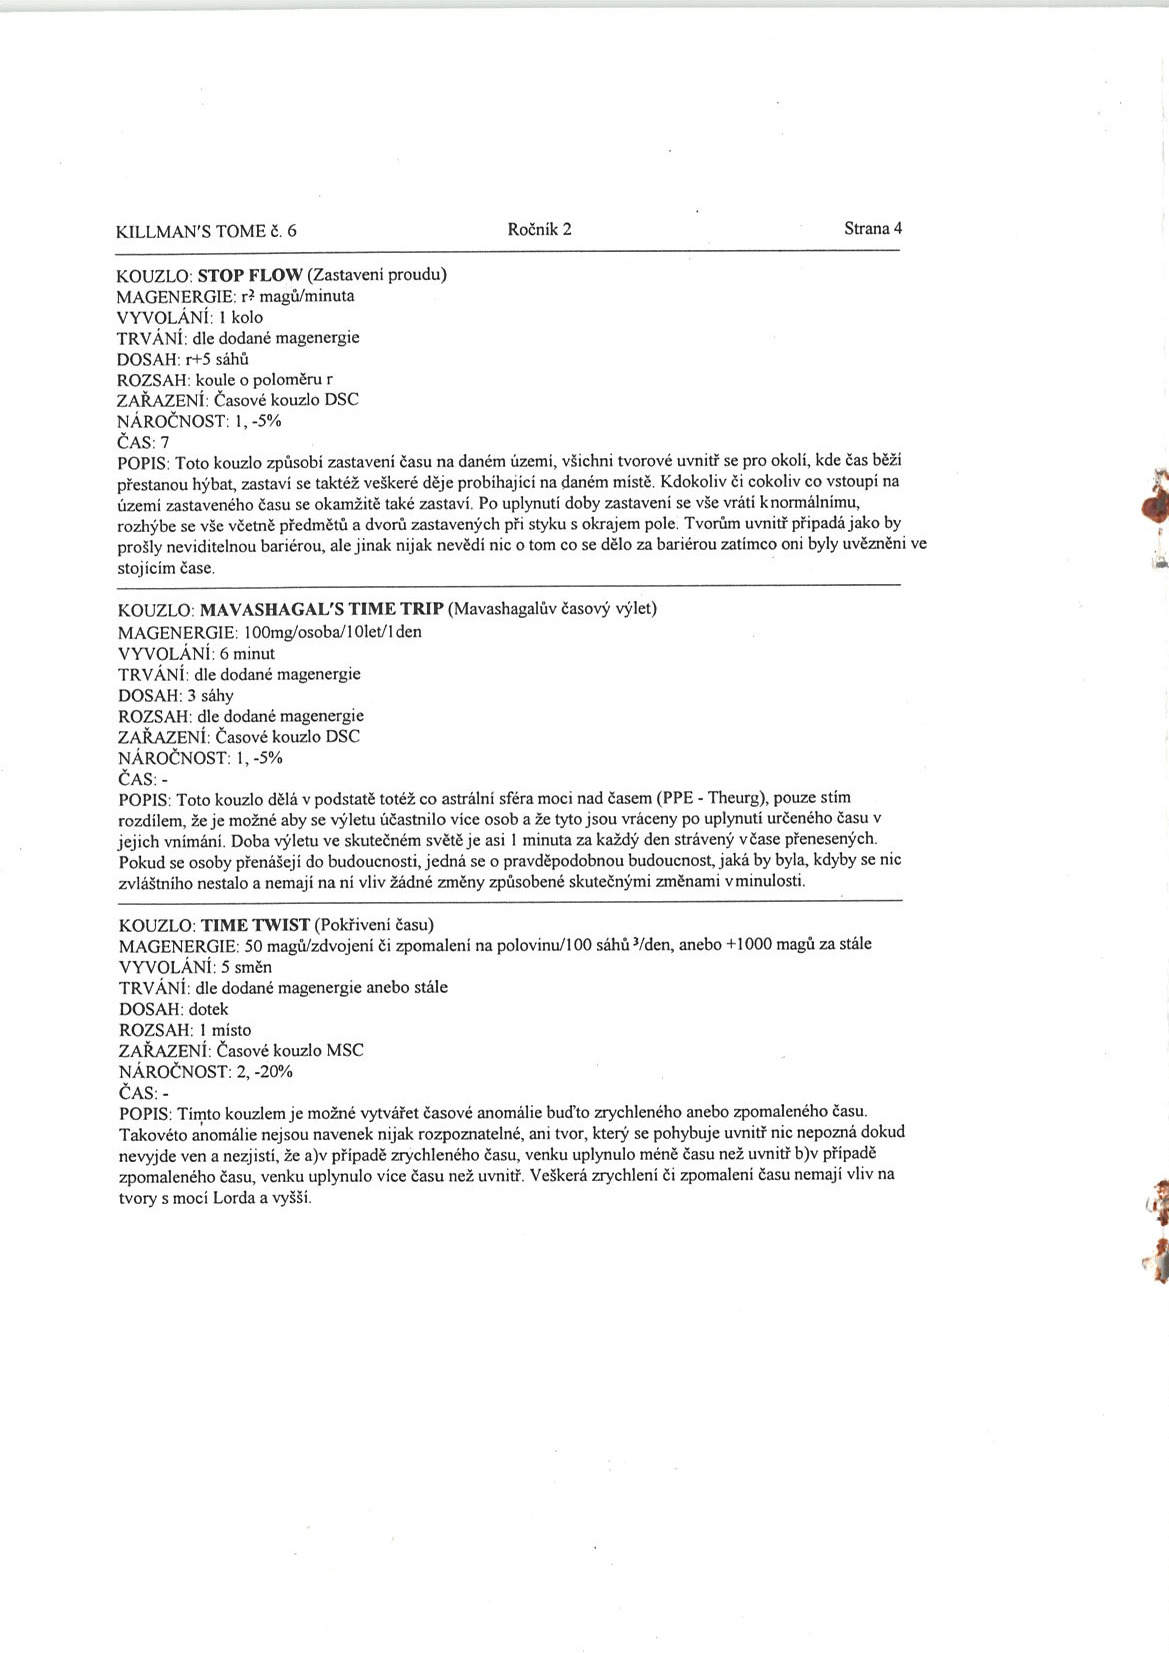 KILLMAN'S TOME č. 6 Ročník 2 Strana 4
KOUZLO: STOP FLOW (Zastavení proudu)
MAGENERGIE: r² magů/minuta
VYVOLÁNÍ: 1 kolo
TRVÁNÍ: dle dodané magenergie
DOSAH: r+5 sáhů
ROZSAH: koule o poloměru r
ZAŘAZENÍ: Časové kouzlo DSC
NÁROČNOST: 1, -5%
ČAS: 7
POPIS: Toto kouzlo způsobí zastavení času na daném území, všichni tvorové uvnitř se pro okolí, kde čas běží
přestanou hýbat, zastaví se taktéž veškeré děje probíhající na daném místě. Kdokoliv či cokoliv co vstoupí na
území zastaveného času se okamžitě také zastaví. Po uplynutí doby zastavení se vše vrátí k normálnímu,
rozhýbe se vše včetně předmětů a dvorů zastavených při styku s okrajem pole. Tvorům uvnitř připadá jako by
prošly neviditelnou bariérou, ale jinak nijak nevědí nic o tom co se dělo za bariérou zatímco oni byly uvězněni ve
stojícím čase.
KOUZLO: MAVASHAGAL'S TIME TRIP (Mavashagalův časový výlet)
MAGENERGIE: 100mg/osoba/10let/1den
VYVOLÁNÍ: 6 minut
TRVÁNÍ: dle dodané magenergie
DOSAH: 3 sáhy
ROZSAH: dle dodané magenergie
ZAŘAZENÍ: Časové kouzlo DSC
NÁROČNOST: 1, -5%
ČAS: -
POPIS: Toto kouzlo dělá v podstatě totéž co astrální sféra moci nad časem (PPE - Theurg), pouze stím
rozdílem, že je možné aby se výletu účastnilo více osob a že tyto jsou vráceny po uplynutí určeného času v
jejich vnímání. Doba výletu ve skutečném světě je asi 1 minuta za každý den strávený v čase přenesených.
Pokud se osoby přenášejí do budoucnosti, jedná se o pravděpodobnou budoucnost, jaká by byla, kdyby se nic
zvláštního nestalo a nemají na ní vliv žádné změny způsobené skutečnými změnami v minulosti.
KOUZLO: TIME TWIST (Pokřivení času)
MAGENERGIE: 50 magů/zdvojení či zpomalení na polovinu/100 sáhů ³/den, anebo +1000 magů za stále
VYVOLÁNÍ: 5 směn
TRVÁNÍ: dle dodané magenergie anebo stále
DOSAH: dotek
ROZSAH: 1 místo
ZAŘAZENÍ: Časové kouzlo MSC
NÁROČNOST: 2, -20%
ČAS: -
POPIS: Tímto kouzlem je možné vytvářet časové anomálie buďto zrychleného anebo zpomaleného času.
Takovéto anomálie nejsou navenek nijak rozpoznatelné, ani tvor, který se pohybuje uvnitř nic nepozná dokud
nevyjde ven a nezjistí, že a)v případě zrychleného času, venku uplynulo méně času než uvnitř b)v případě
zpomaleného času, venku uplynulo více času než uvnitř. Veškerá zrychlení či zpomalení času nemají vliv na
tvory s mocí Lorda a vyšší.